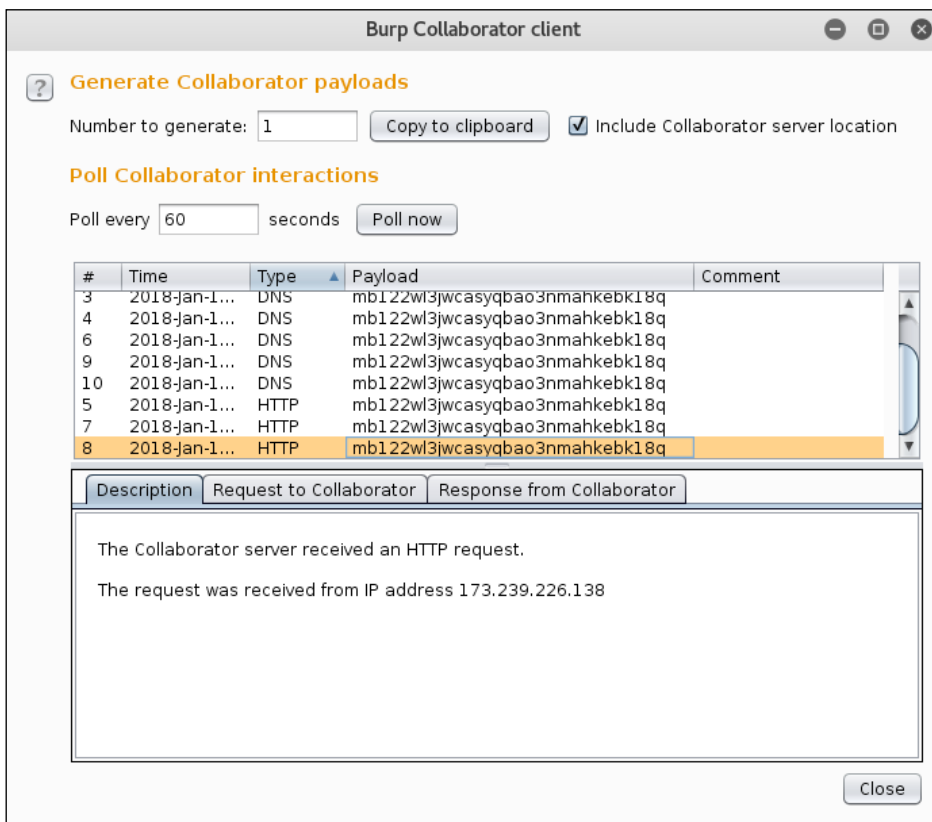 Burp Collaborator client
?
Generate Collaborator payloads
Number to generate: 1 Copy to clipboard Include Collaborator server location
Poll Collaborator interactions
Poll every 60 seconds Poll now
# Time Type Payload Comment
3 2018-Jan-1... DNS mb122wl3jwcasyqbao3nmahkebk18q
4 2018-Jan-1... DNS mb122wl3jwcasyqbao3nmahkebk18q
6 2018-Jan-1... DNS mb122wl3jwcasyqbao3nmahkebk18q
9 2018-Jan-1... DNS mb122wl3jwcasyqbao3nmahkebk18q
10 2018-Jan-1... DNS mb122wl3jwcasyqbao3nmahkebk18q
5 2018-Jan-1... HTTP mb122wl3jwcasyqbao3nmahkebk18q
7 2018-Jan-1... HTTP mb122wl3jwcasyqbao3nmahkebk18q
8 2018-Jan-1... HTTP mb122wl3jwcasyqbao3nmahkebk18q
Description Request to Collaborator Response from Collaborator
The Collaborator server received an HTTP request.
The request was received from IP address 173.239.226.138
Close